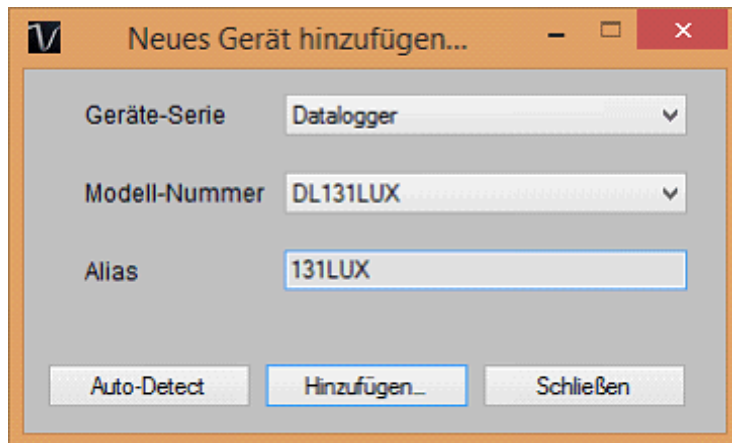 Neues Gerät hinzufügen...
Geräte-Serie Datalogger
Modell-Nummer DL131LUX
Alias 131LUX
Auto-Detect Hinzufügen... Schließen